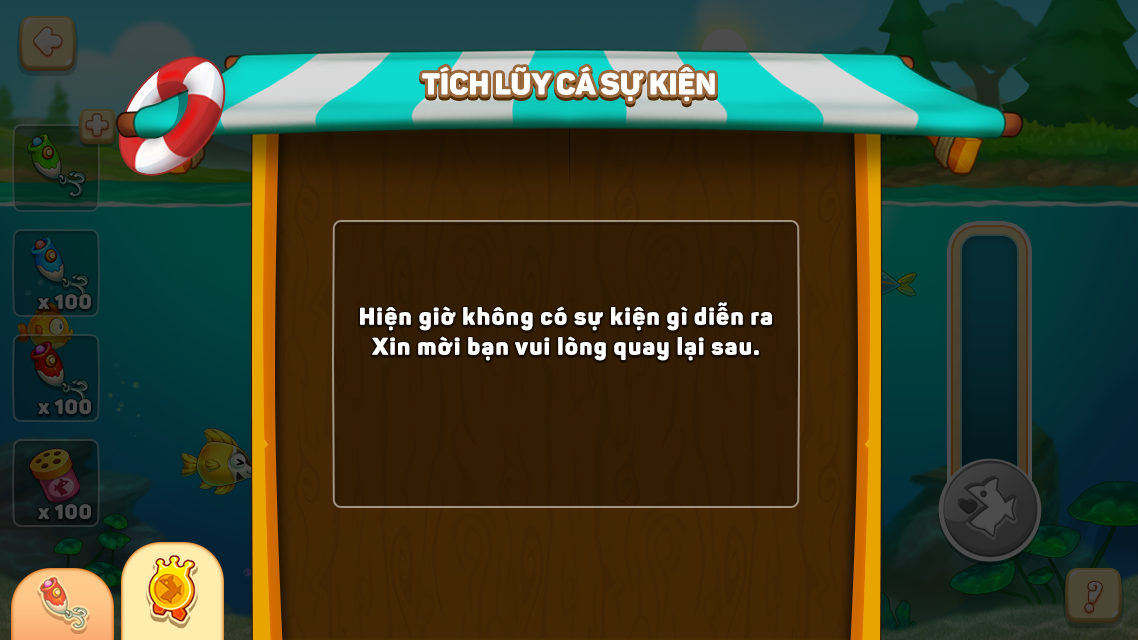 TÍCH LŨY CÁ SỰ KIỆN
Hiện giờ không có sự kiện gì diễn ra
Xin mời bạn vui lòng quay lại sau.
x 100
x 100
x 100